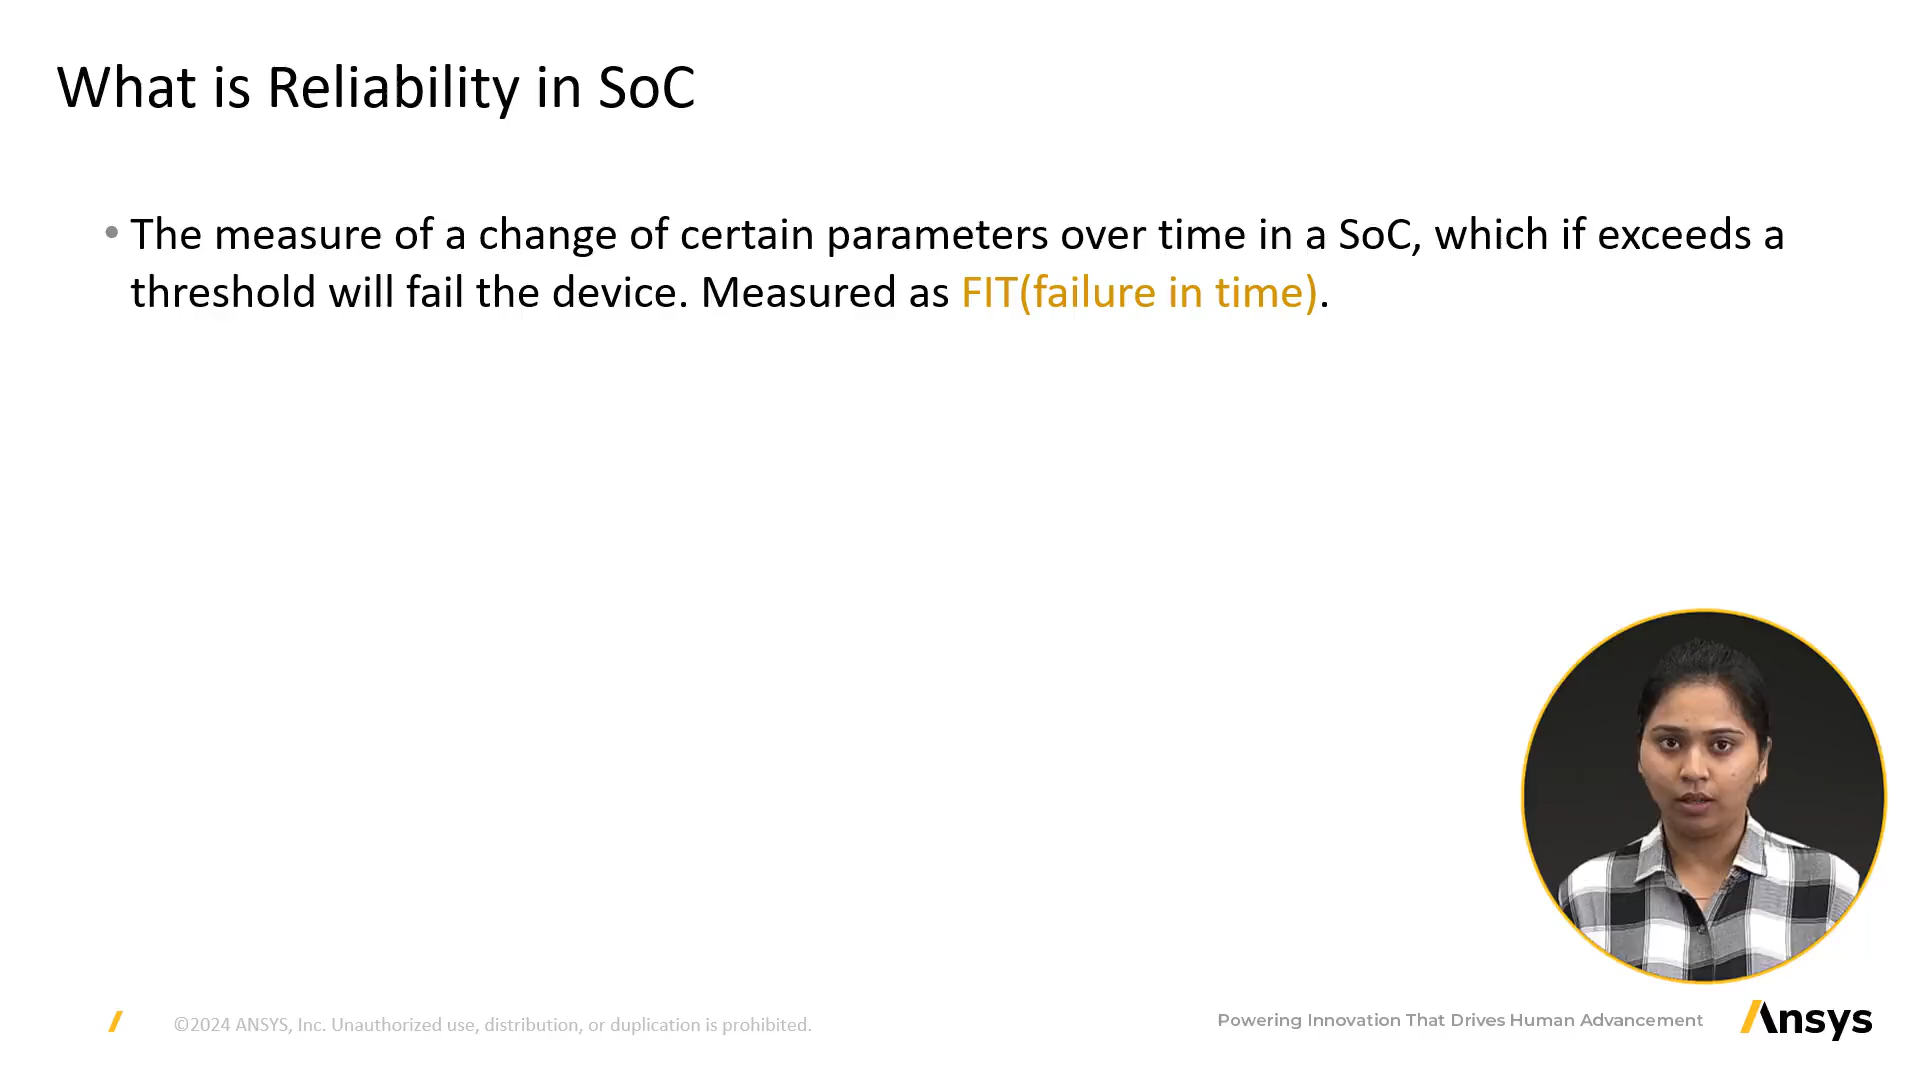 What is Reliability in SoC
• The measure of a change of certain parameters over time in a SoC, which if exceeds a
threshold will fail the device. Measured as FIT(failure in time).
©2024 ANSYS, Inc. Unauthorized use, distribution, or duplication is prohibited.
Powering Innovation That Drives Human Advancement
Ansys